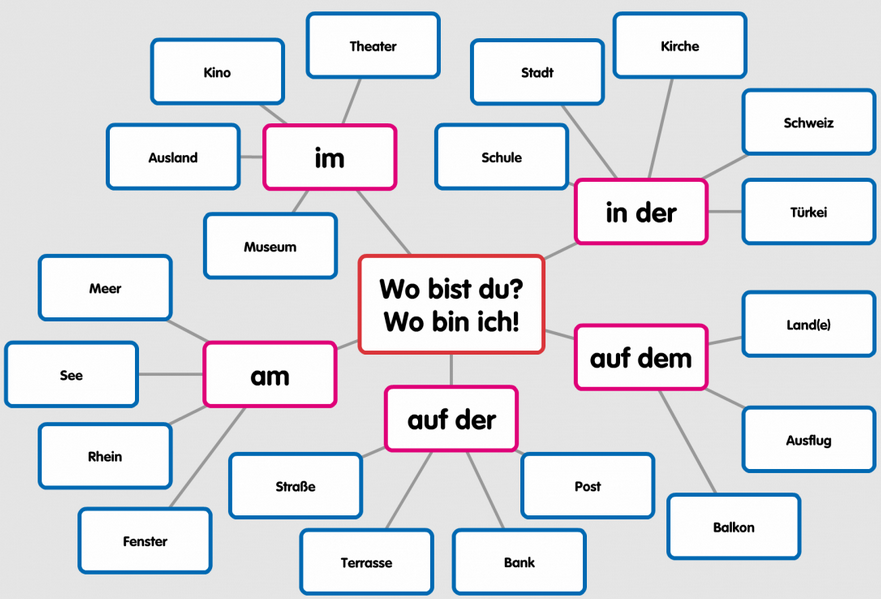 Theater
Kirche
Kino
Stadt
Schweiz
Ausland
im
Schule
in der
Türkei
Museum
Meer
Wo bist du?
Wo bin ich!
Land(e)
auf dem
See
am
auf der
Ausflug
Rhein
Straße
Post
Balkon
Fenster
Terrasse
Bank